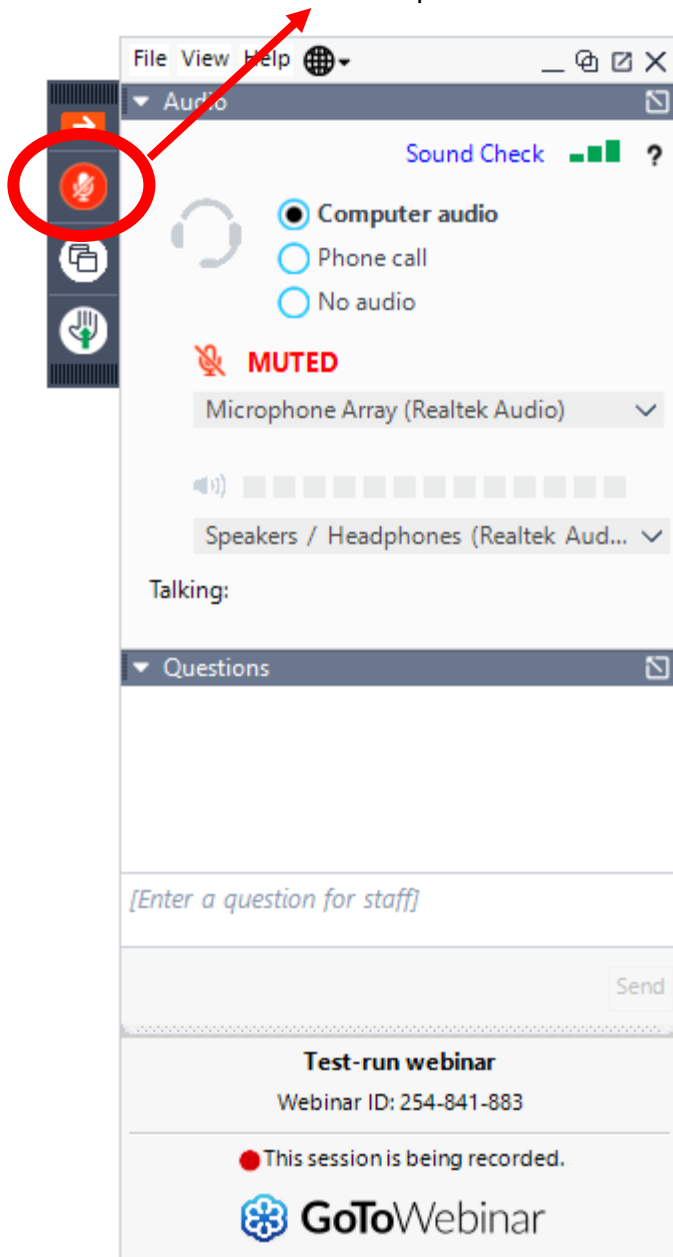 File View Help
Audio
Sound Check ?
Computer audio
Phone call
No audio
MUTED
Microphone Array (Realtek Audio)
Speakers / Headphones (Realtek Aud...
Talking:
Questions
[Enter a question for staff]
Send
Test-run webinar
Webinar ID: 254-841-883
This session is being recorded.
GoToWebinar